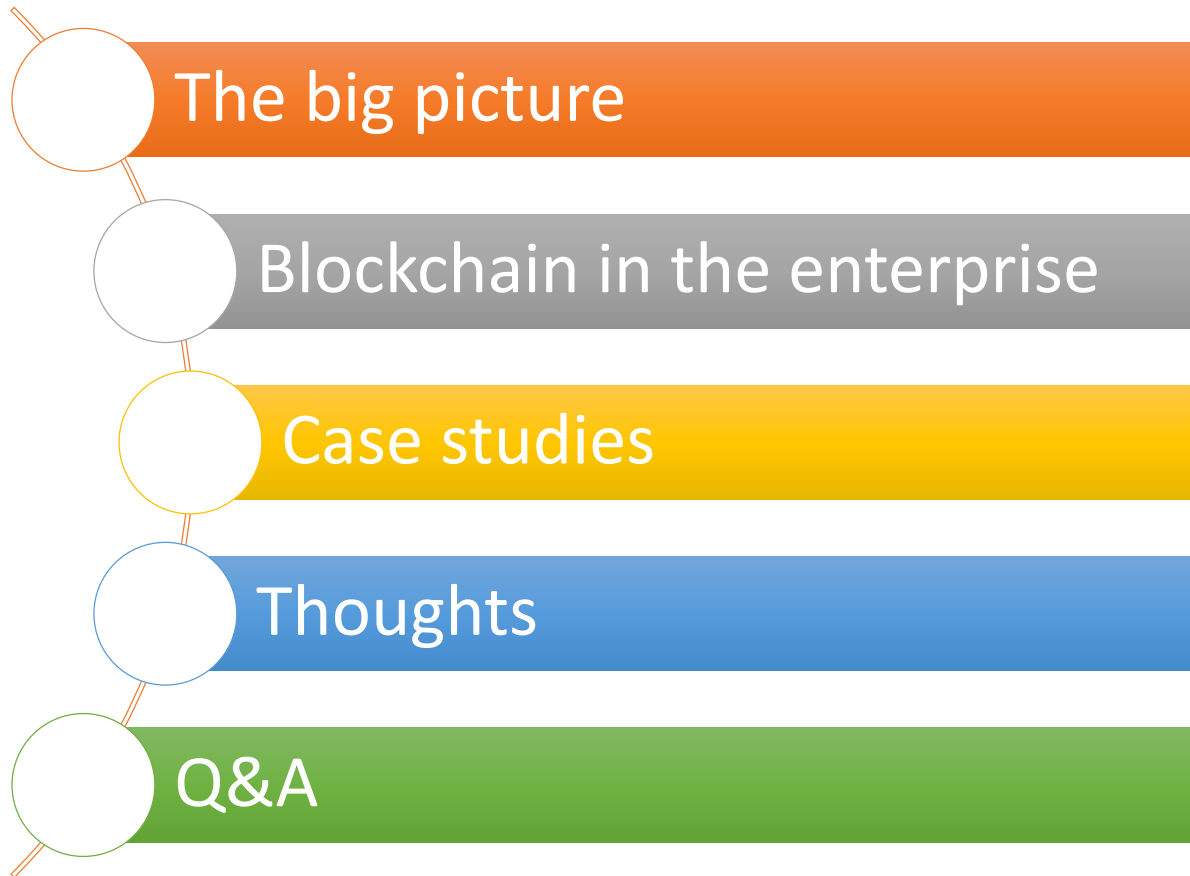 The big picture
Blockchain in the enterprise
Case studies
Thoughts
Q&A